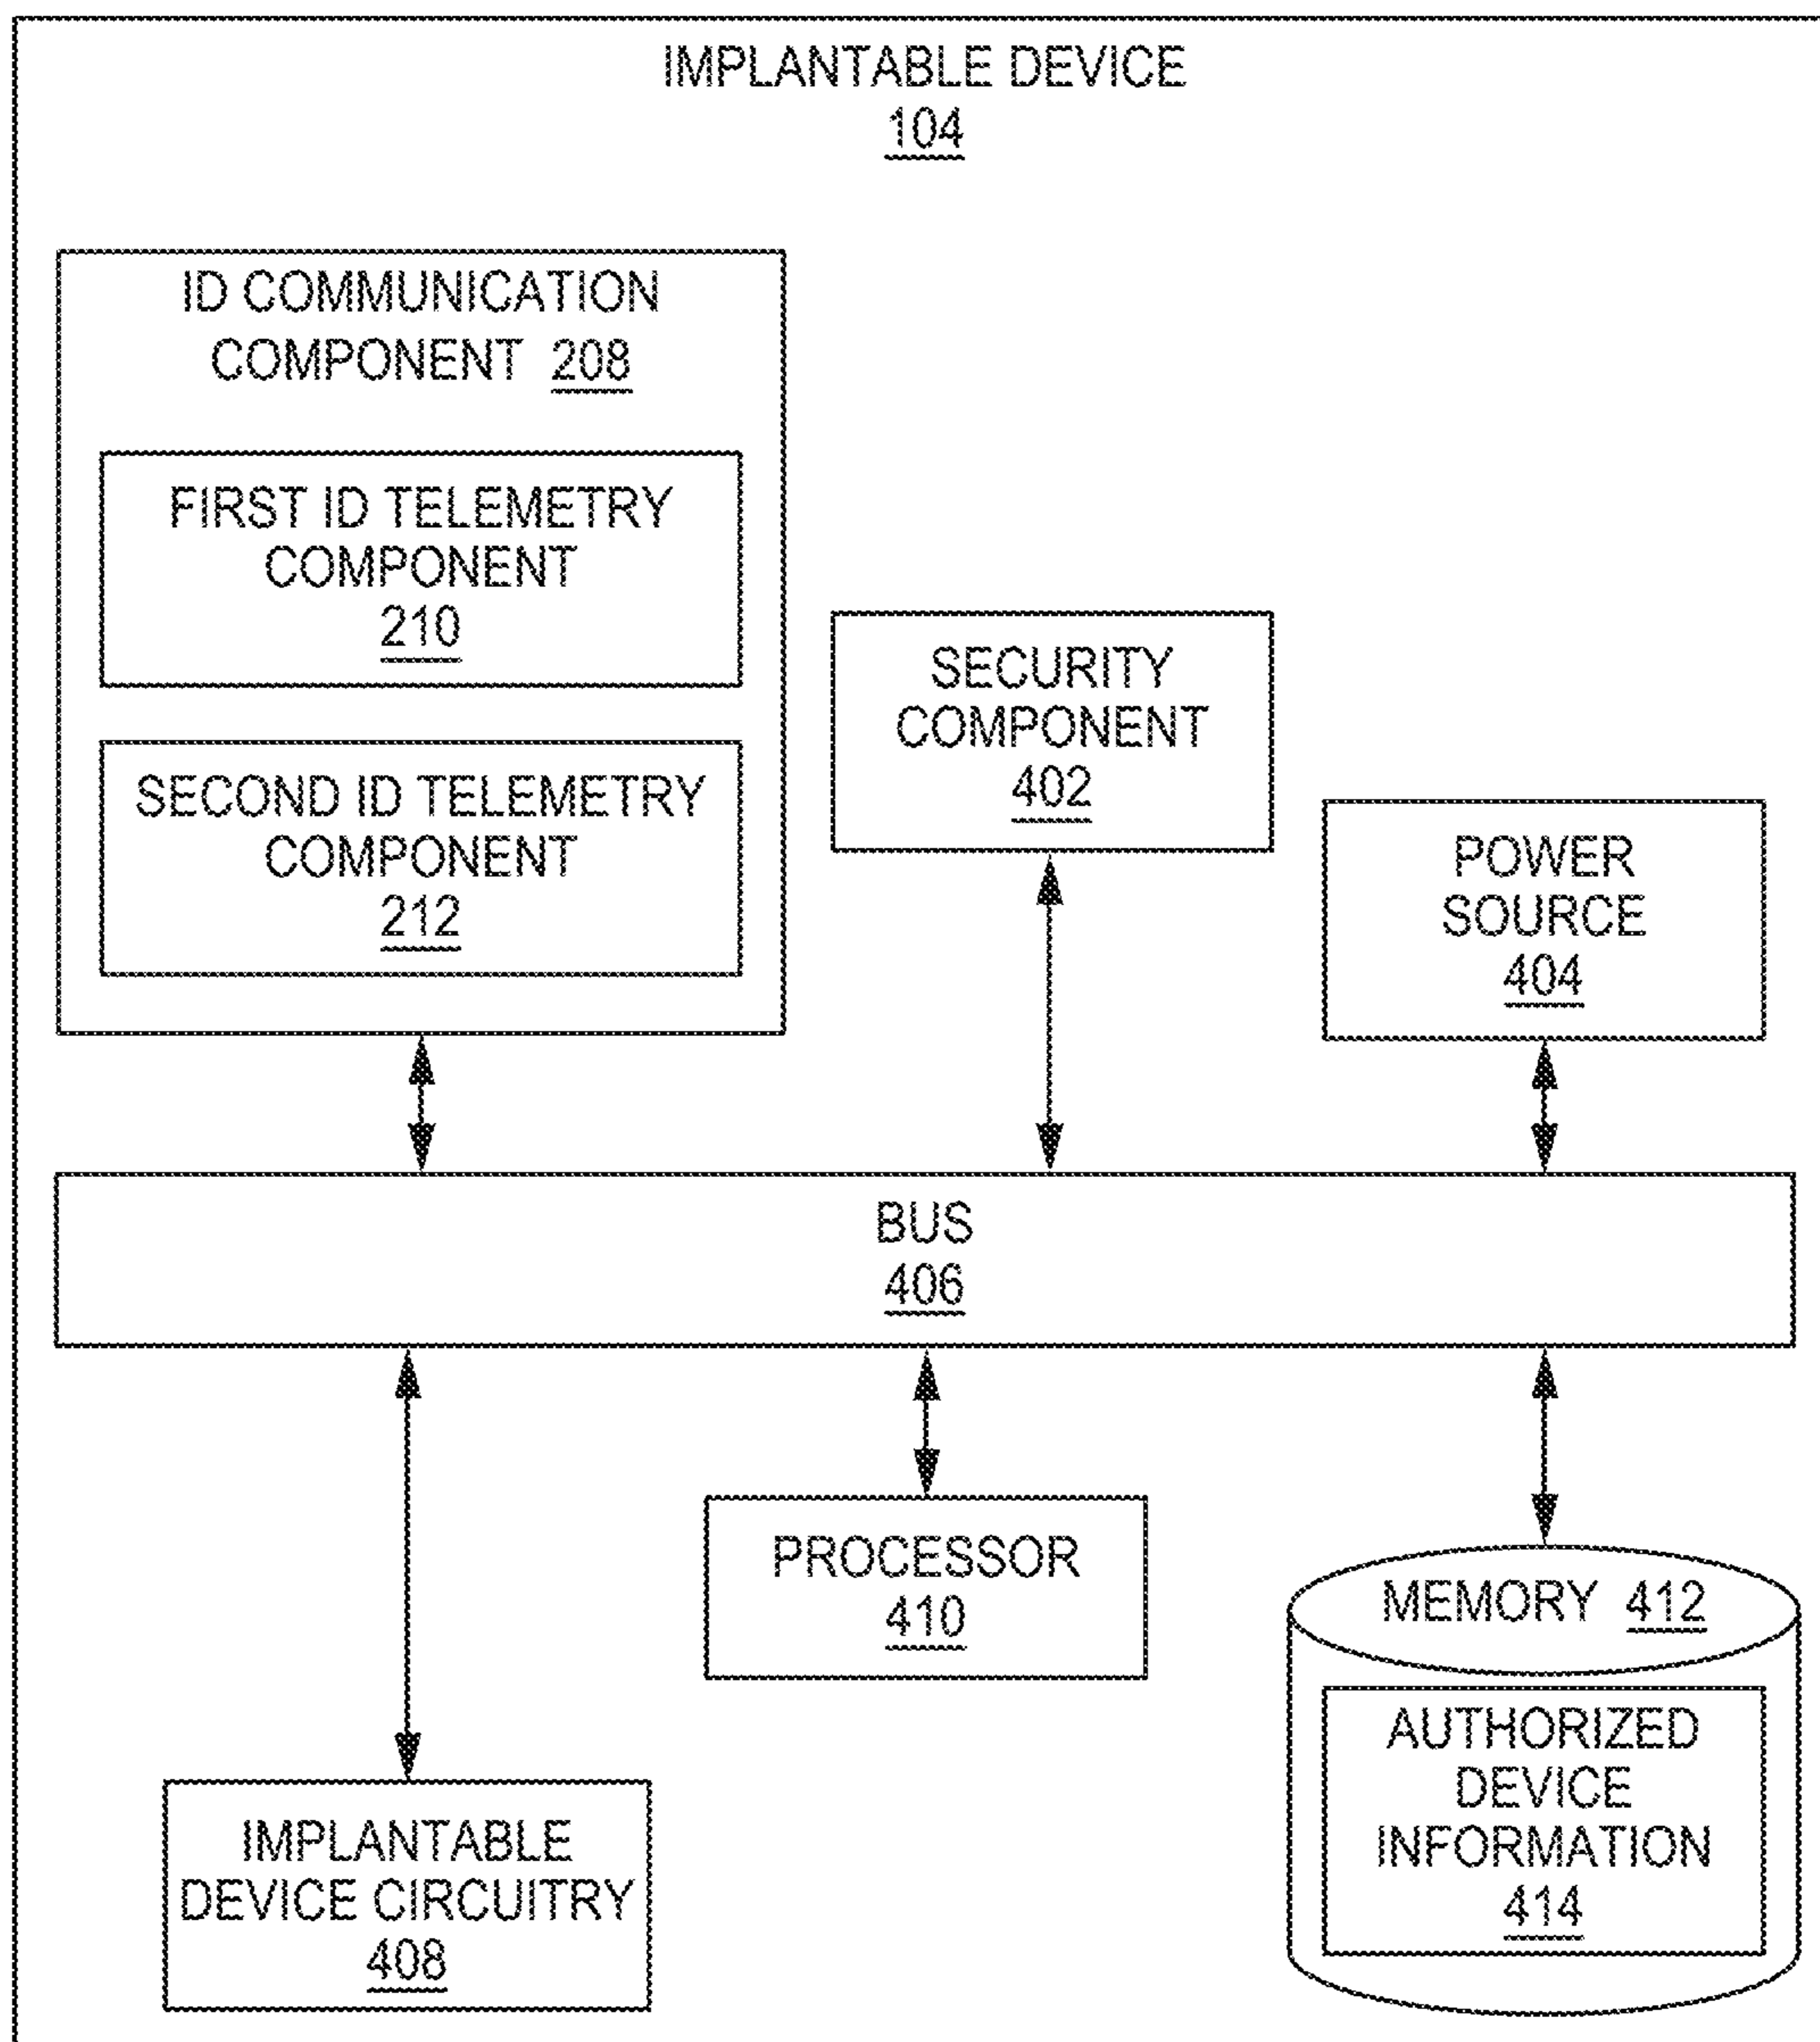 IMPLANTABLE DEVICE
104
ID COMMUNICATION
COMPONENT 208
FIRST ID TELEMETRY
COMPONENT
210
SECOND ID TELEMETRY
COMPONENT
212
SECURITY
COMPONENT
402
POWER
SOURCE
404
BUS
406
IMPLANTABLE
DEVICE CIRCUITRY
408
PROCESSOR
410
MEMORY 412
AUTHORIZED
DEVICE
INFORMATION
414